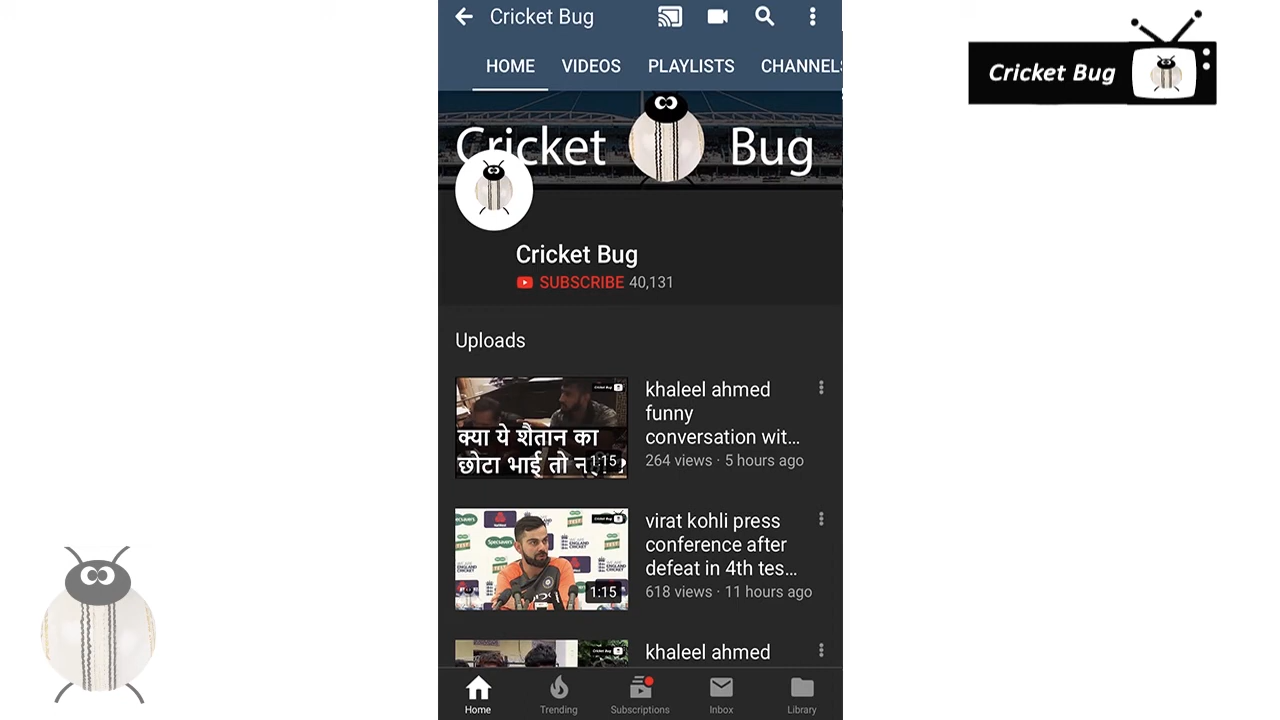 Cricket Bug
HOME VIDEOS PLAYLISTS CHANNELS
Cricket Bug
Cricket Bug
SUBSCRIBE 40,131
Uploads
क्या ये शैतान का
छोटा भाई तो
1:15
khaleel ahmed
funny
conversation wit...
264 views · 5 hours ago
Specsavers
TEST
1:15
virat kohli press
conference after
defeat in 4th tes...
618 views · 11 hours ago
khaleel ahmed
Home Trending Subscriptions Inbox Library
Cricket Bug